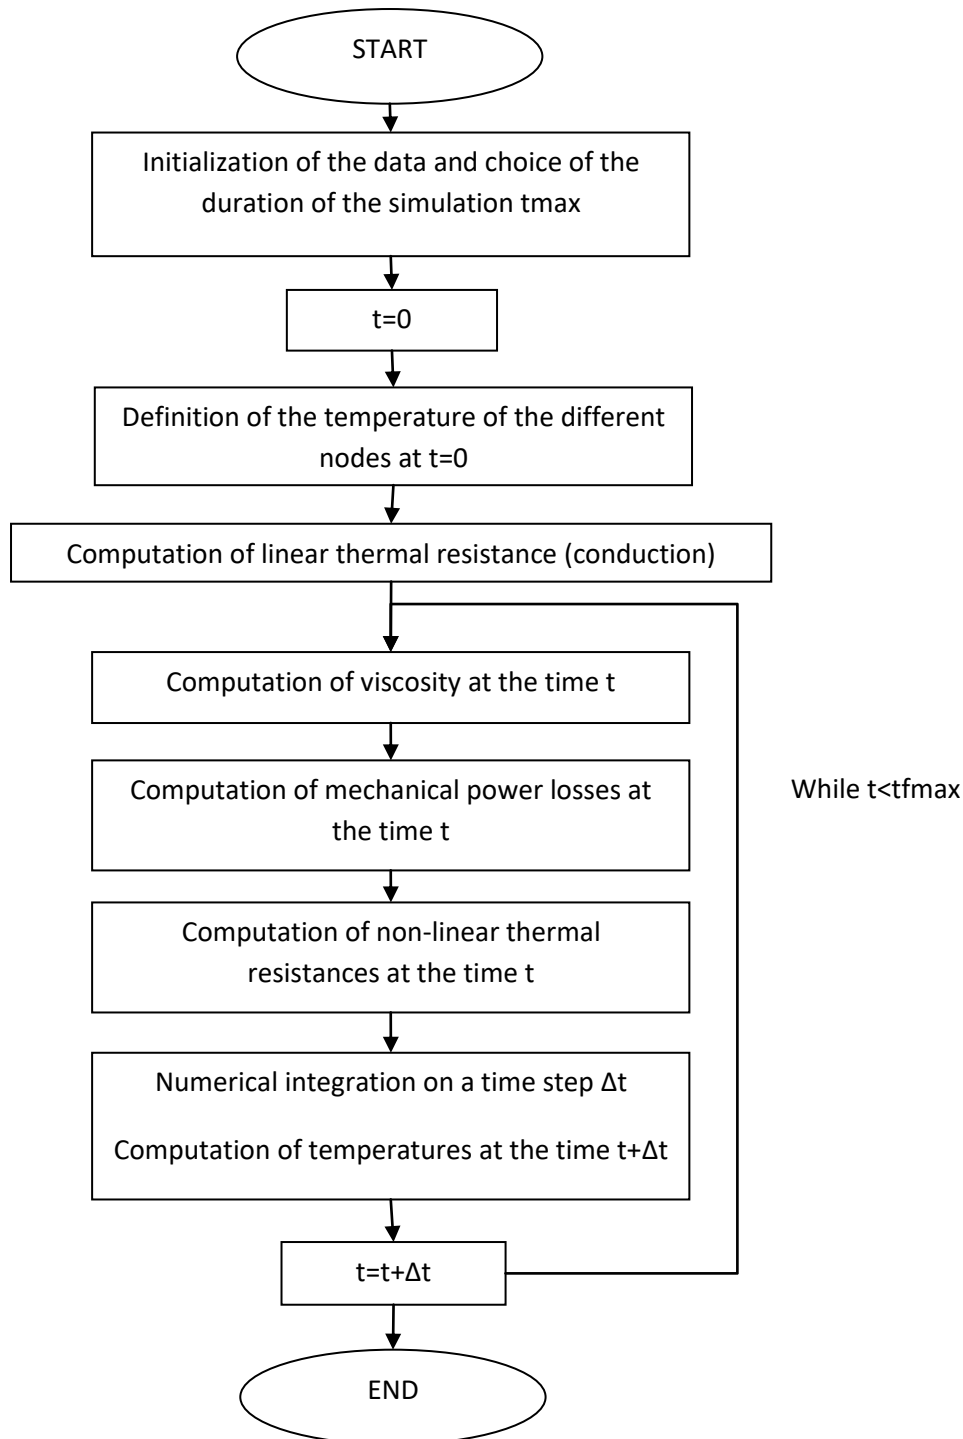 START
Initialization of the data and choice of the
duration of the simulation tmax
t=0
Definition of the temperature of the different
nodes at t=0
Computation of linear thermal resistance (conduction)
Computation of viscosity at the time t
Computation of mechanical power losses at
the time t
While t<tfmax
Computation of non-linear thermal
resistances at the time t
Numerical integration on a time step Δt
Computation of temperatures at the time t+Δt
t=t+Δt
END